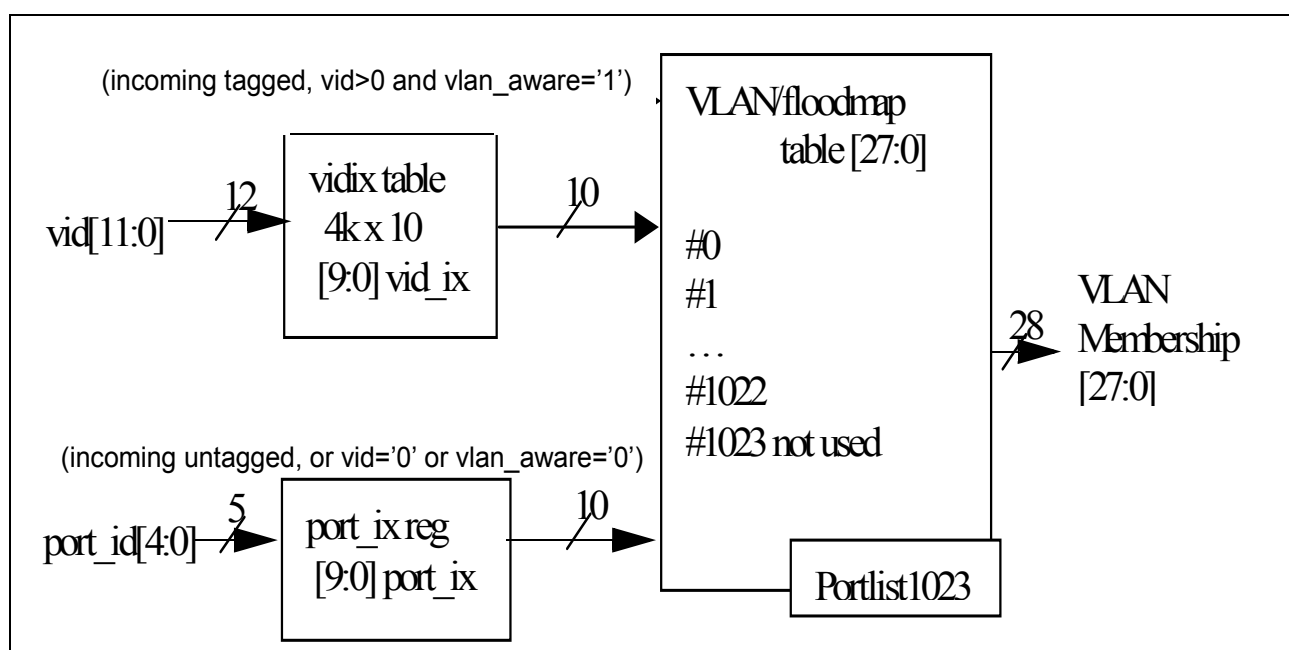 (incoming tagged, vid>0 and vlan_aware='1')
vid[11:0]
12
vidix table
4k x 10
[9:0] vid_ix
10
VLAN/floodmap
table [27:0]
#0
#1
…
#1022
#1023 not used
28
VLAN
Membership
[27:0]
(incoming untagged, or vid='0' or vlan_aware='0')
port_id[4:0]
5
port_ix reg
[9:0] port_ix
10
Portlist1023